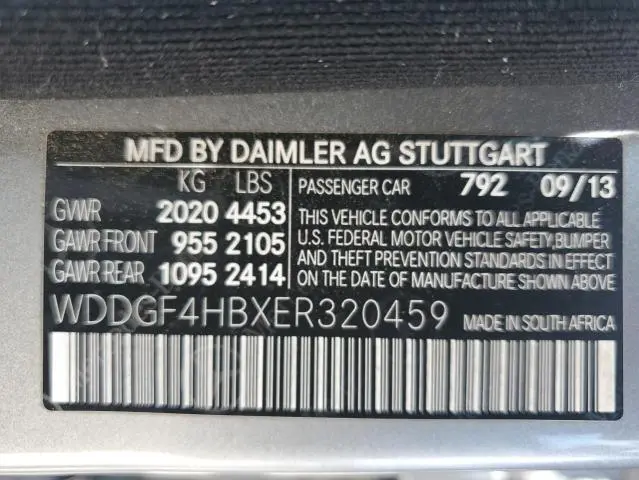 MFD BY DAIMLER AG STUTTGART
KG LBS
GVWR 2020 4453
GAWR FRONT 955 2105
GAWR REAR 1095 2414
PASSENGER CAR 792 09/13
THIS VEHICLE CONFORMS TO ALL APPLICABLE
U.S. FEDERAL MOTOR VEHICLE SAFETY,BUMPER
AND THEFT PREVENTION STANDARDS IN EFFECT
ON THE DATE OF MANUFACTURE SHOWN ABOVE
WDDGF4HBXER320459 MADE IN SOUTH AFRICA